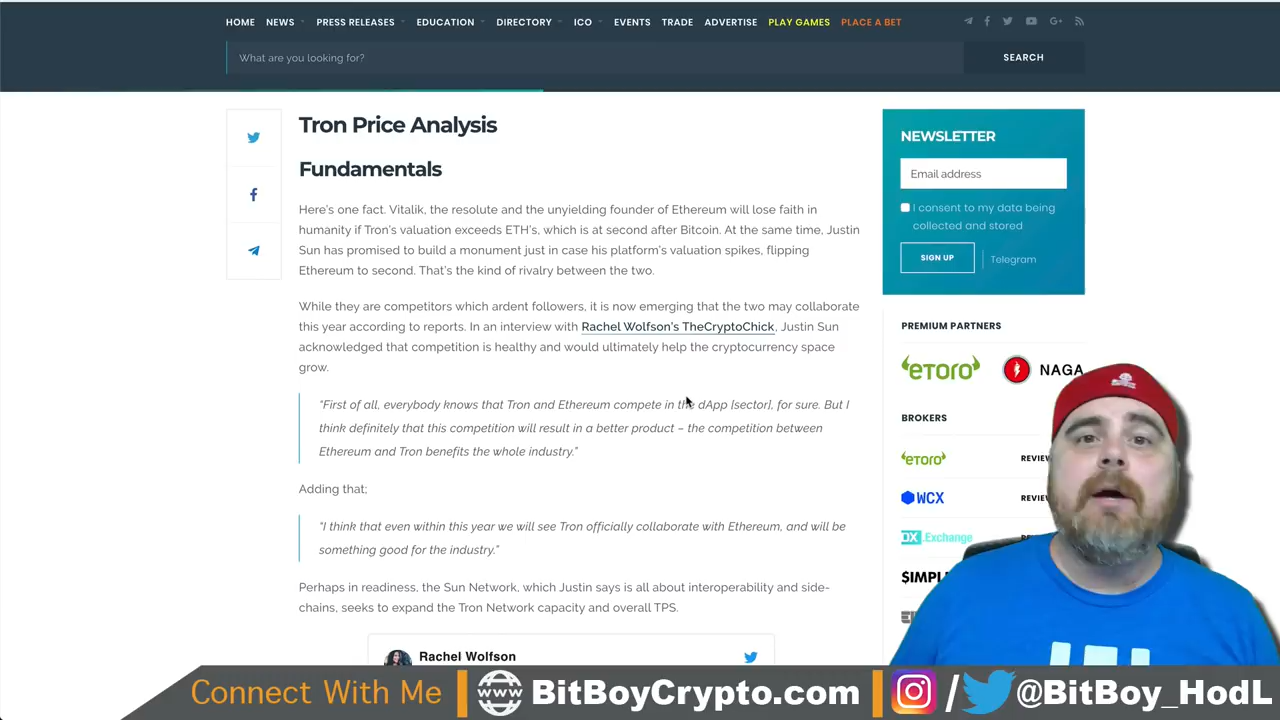 HOME NEWS PRESS RELEASES EDUCATION DIRECTORY ICO EVENTS TRADE ADVERTISE PLAY GAMES PLACE A BET
What are you looking for?
SEARCH
Tron Price Analysis
Fundamentals
Here's one fact. Vitalik, the resolute and the unyielding founder of Ethereum will lose faith in
humanity if Tron's valuation exceeds ETH's, which is at second after Bitcoin. At the same time, Justin
Sun has promised to build a monument just in case his platform's valuation spikes, flipping
Ethereum to second. That's the kind of rivalry between the two.
While they are competitors which ardent followers, it is now emerging that the two may collaborate
this year according to reports. In an interview with Rachel Wolfson's TheCryptoChick, Justin Sun
acknowledged that competition is healthy and would ultimately help the cryptocurrency space
grow.
"First of all, everybody knows that Tron and Ethereum compete in the dApp [sector], for sure. But I
think definitely that this competition will result in a better product – the competition between
Ethereum and Tron benefits the whole industry."
Adding that;
"I think that even within this year we will see Tron officially collaborate with Ethereum, and will be
something good for the industry."
Perhaps in readiness, the Sun Network, which Justin says is all about interoperability and side-
chains, seeks to expand the Tron Network capacity and overall TPS.
Rachel Wolfson
NEWSLETTER
Email address
I consent to my data being
collected and stored
SIGN UP
Telegram
PREMIUM PARTNERS
eToro
NAGA
BROKERS
eToro REVIEW
WCX REVIEW
DX.Exchange
$IMPL
Connect With Me
www
BitBoyCrypto.com
/
@BitBoy_HodL